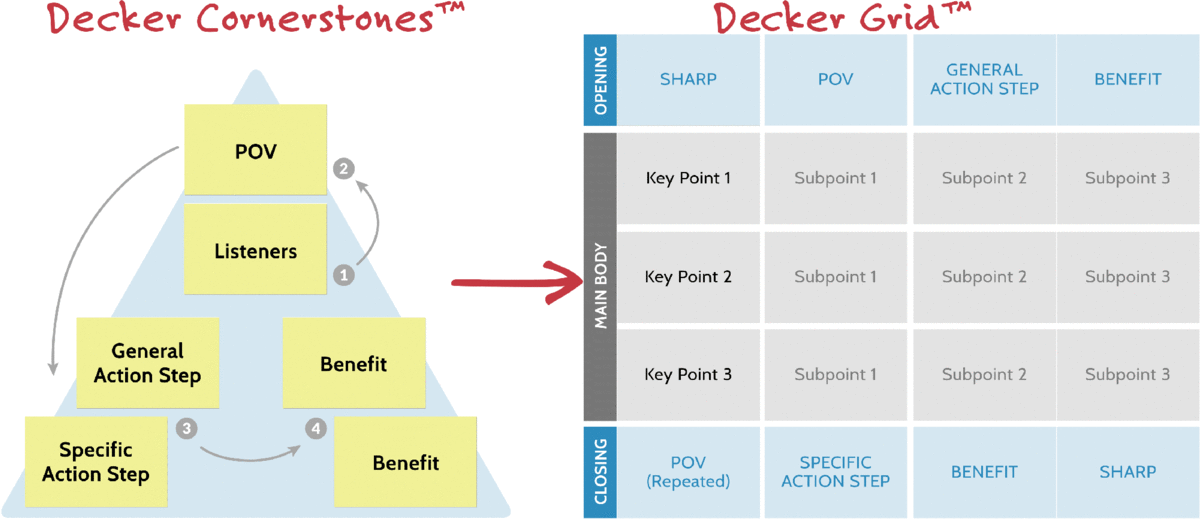 Decker Cornerstones™
POV
2
Listeners
1
General
Action Step
Benefit
3
4
Specific
Action Step
Benefit
Decker Grid™
OPENING
SHARP
POV
GENERAL
ACTION STEP
BENEFIT
MAIN BODY
Key Point 1
Subpoint 1
Subpoint 2
Subpoint 3
Key Point 2
Subpoint 1
Subpoint 2
Subpoint 3
Key Point 3
Subpoint 1
Subpoint 2
Subpoint 3
CLOSING
POV
(Repeated)
SPECIFIC
ACTION STEP
BENEFIT
SHARP